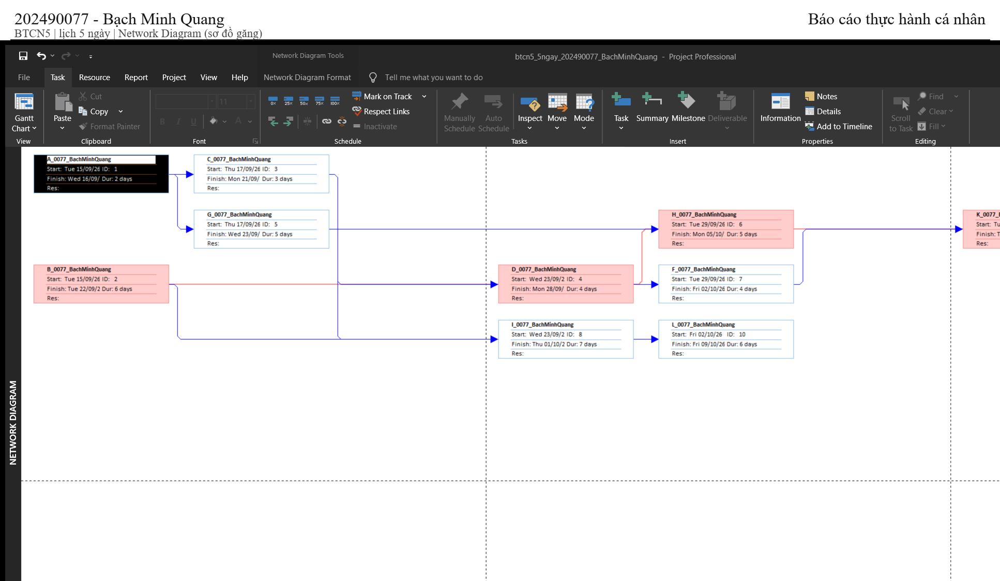 202490077 - Bạch Minh Quang
Báo cáo thực hành cá nhân
BTCN5 | lịch 5 ngày | Network Diagram (sơ đồ găng)
Network Diagram Tools
btcn5_5ngay_202490077_BachMinhQuang - Project Professional
File Task Resource Report Project View Help Network Diagram Format Tell me what you want to do
Gantt Chart
View
Paste
Cut
Copy
Format Painter
Clipboard
11
B I U A
Font
0% 25% 50% 75% 100%
Mark on Track
Respect Links
Inactivate
Schedule
Manually Schedule
Auto Schedule
Inspect
Move
Mode
Tasks
Task
Summary
Milestone
Deliverable
Insert
Information
Notes
Details
Add to Timeline
Properties
Scroll to Task
Find
Clear
Fill
Editing
NETWORK DIAGRAM
A_0077_BachMinhQuang
Start: Tue 15/09/26 ID: 1
Finish: Wed 16/09/ Dur: 2 days
Res:
C_0077_BachMinhQuang
Start: Thu 17/09/26 ID: 3
Finish: Mon 21/09/ Dur: 3 days
Res:
G_0077_BachMinhQuang
Start: Thu 17/09/26 ID: 5
Finish: Wed 23/09/ Dur: 5 days
Res:
H_0077_BachMinhQuang
Start: Tue 29/09/26 ID: 6
Finish: Mon 05/10/ Dur: 5 days
Res:
K_0077_
Start: Tu
Finish: T
Res:
B_0077_BachMinhQuang
Start: Tue 15/09/26 ID: 2
Finish: Tue 22/09/2 Dur: 6 days
Res:
D_0077_BachMinhQuang
Start: Wed 23/09/2 ID: 4
Finish: Mon 28/09/ Dur: 4 days
Res:
F_0077_BachMinhQuang
Start: Tue 29/09/26 ID: 7
Finish: Fri 02/10/26 Dur: 4 days
Res:
I_0077_BachMinhQuang
Start: Wed 23/09/2 ID: 8
Finish: Thu 01/10/2 Dur: 7 days
Res:
L_0077_BachMinhQuang
Start: Fri 02/10/26 ID: 10
Finish: Fri 09/10/26 Dur: 6 days
Res: